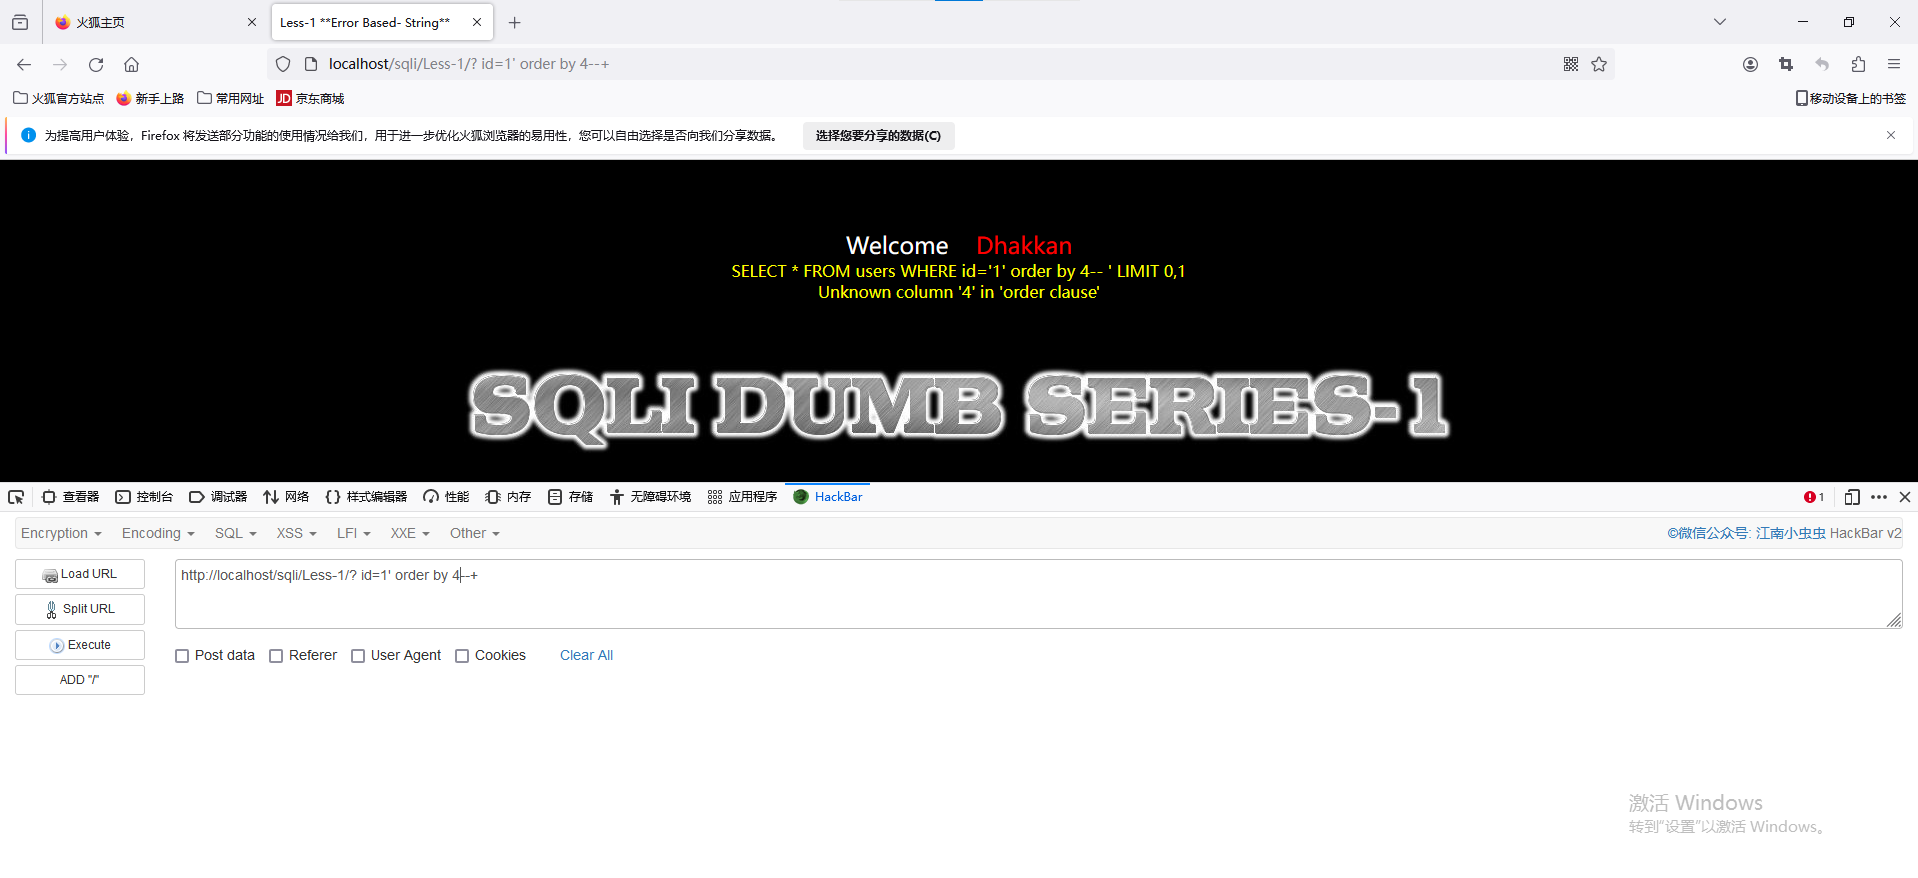 火狐主页
Less-1 **Error Based- String**
localhost/sqli/Less-1/? id=1' order by 4--+
火狐官方站点 新手上路 常用网址 JD 京东商城 移动设备上的书签
为提高用户体验，Firefox 将发送部分功能的使用情况给我们，用于进一步优化火狐浏览器的易用性，您可以自由选择是否向我们分享数据。 选择您要分享的数据(C)
Welcome Dhakkan
SELECT * FROM users WHERE id='1' order by 4-- ' LIMIT 0,1
Unknown column '4' in 'order clause'
SQLI DUMB SERIES-1
查看器 控制台 调试器 网络 样式编辑器 性能 内存 存储 无障碍环境 应用程序 HackBar 1
Encryption Encoding SQL XSS LFI XXE Other ©微信公众号: 江南小虫虫 HackBar v2
Load URL
http://localhost/sqli/Less-1/? id=1' order by 4--+
Split URL
Execute
Post data Referer User Agent Cookies Clear All
ADD "/"
激活 Windows
转到"设置"以激活 Windows。